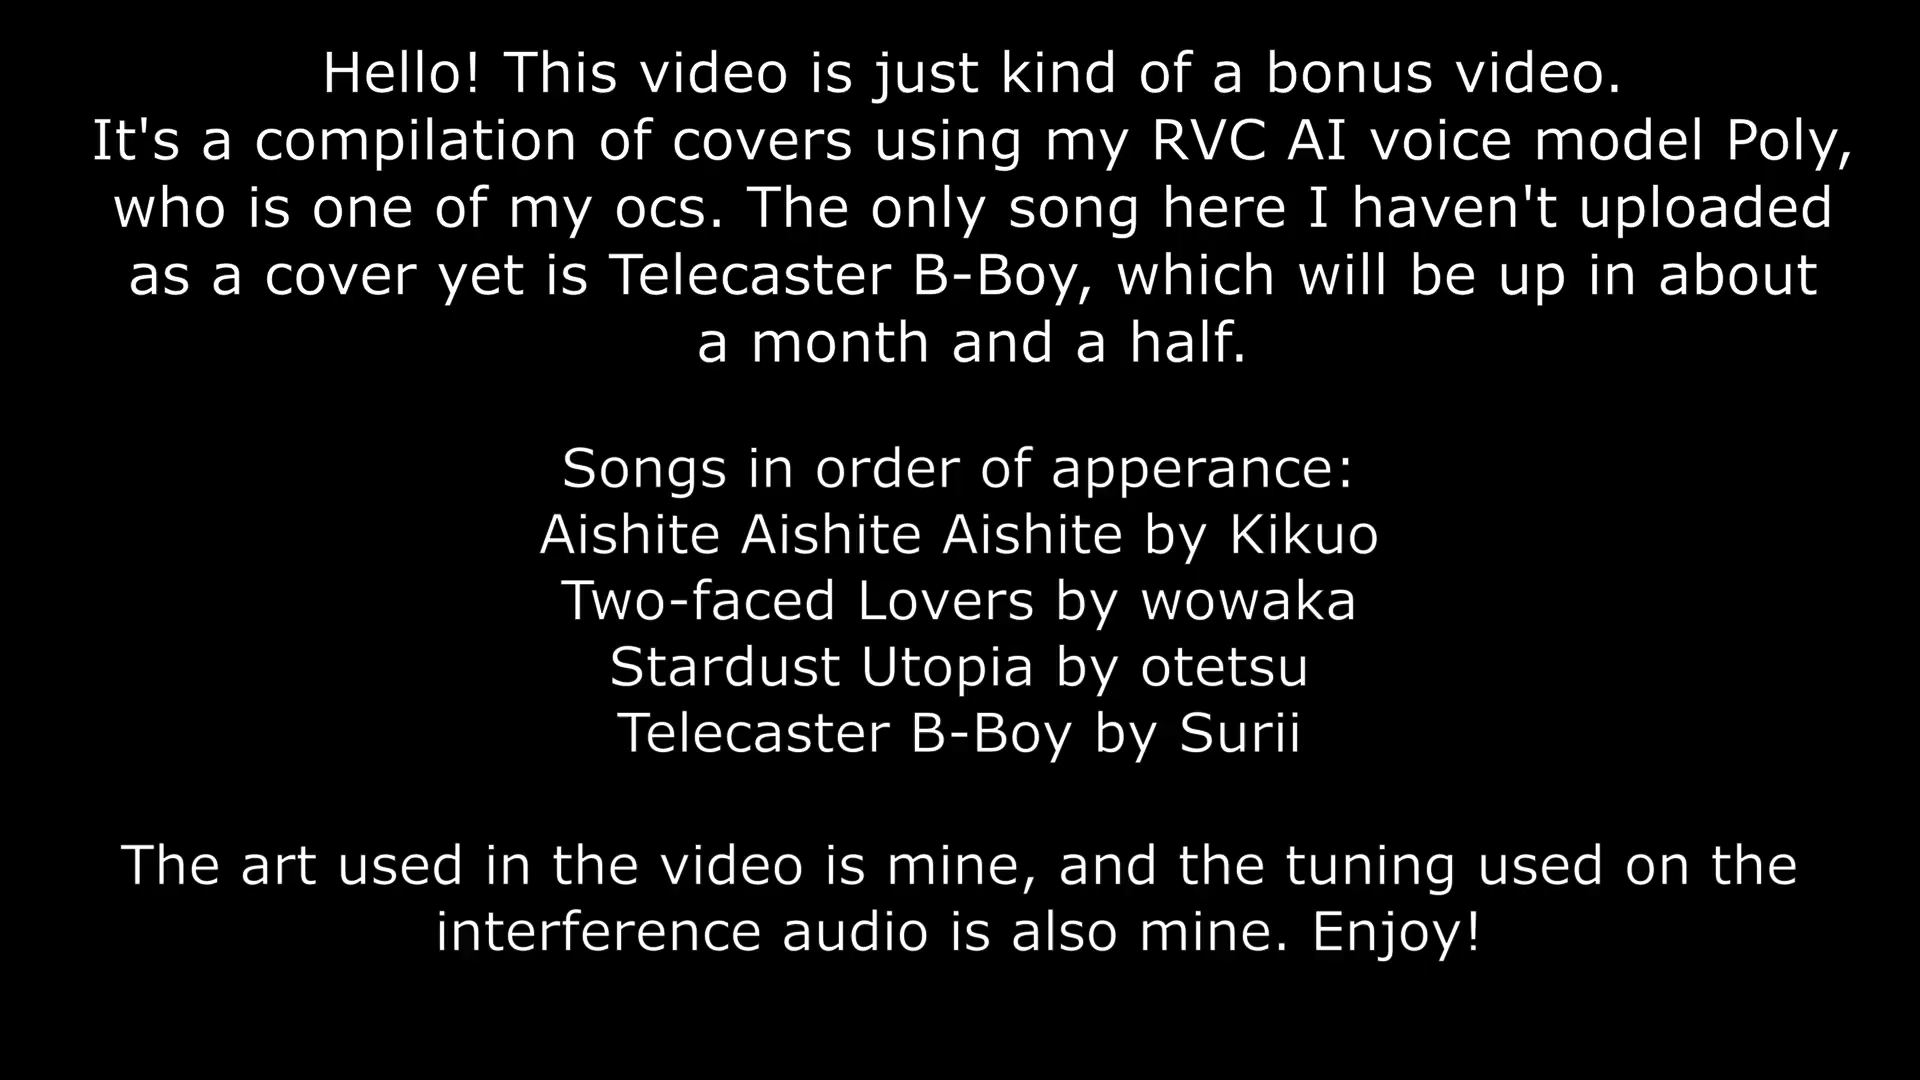 Hello! This video is just kind of a bonus video.
It's a compilation of covers using my RVC AI voice model Poly,
who is one of my ocs. The only song here I haven't uploaded
as a cover yet is Telecaster B-Boy, which will be up in about
a month and a half.
Songs in order of apperance:
Aishite Aishite Aishite by Kikuo
Two-faced Lovers by wowaka
Stardust Utopia by otetsu
Telecaster B-Boy by Surii
The art used in the video is mine, and the tuning used on the
interference audio is also mine. Enjoy!